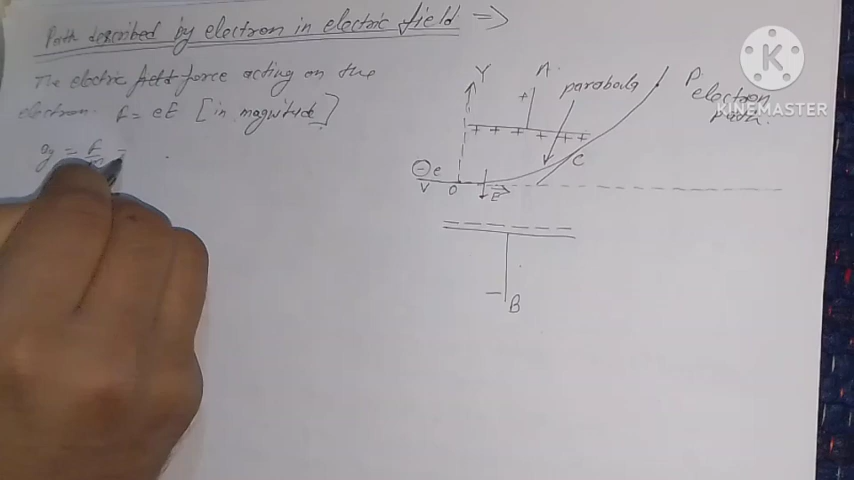 Path described by electron in electric field ⇒
The electric field force acting on the
electron. F = eE [in magnitude]
ay = F/m =
Y
A
+
parabola
P
electron
path.
+ + + + + +
- e
C
V
O
E
-
B
K
KINEMASTER